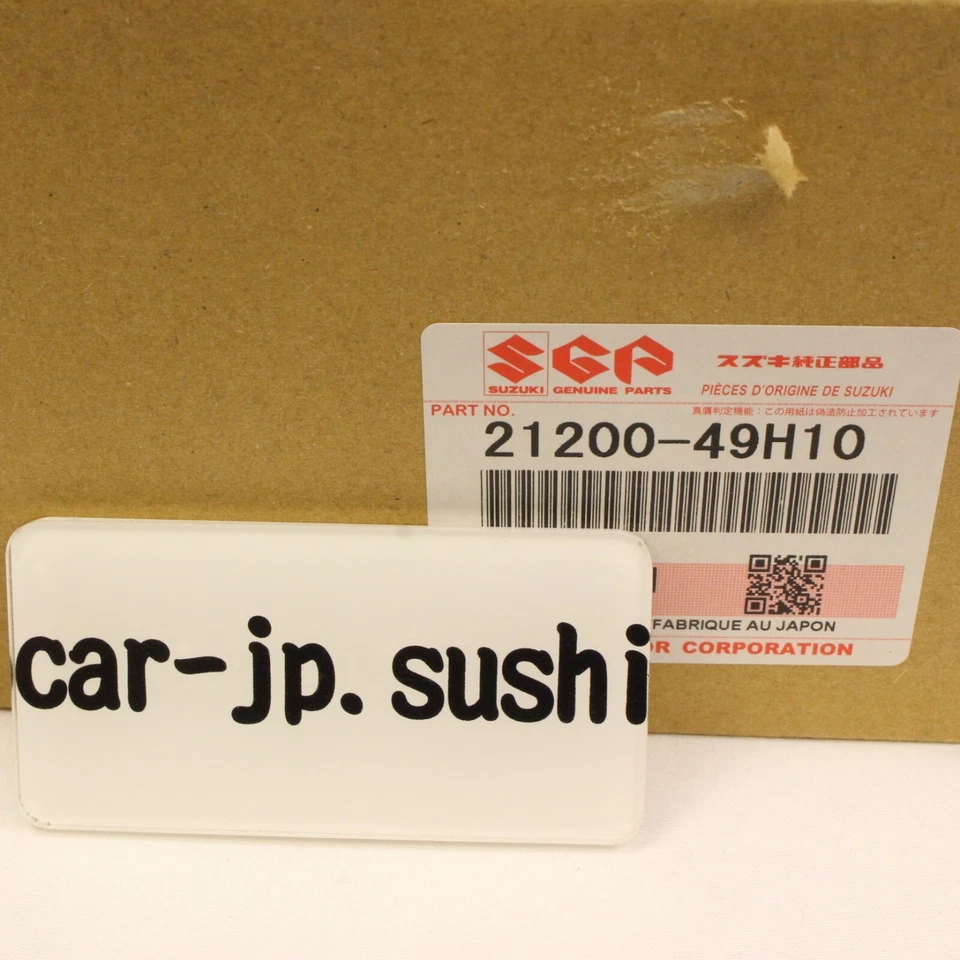 SGP
スズキ純正部品
SUZUKI GENUINE PARTS
PIÈCES D'ORIGINE DE SUZUKI
PART NO.
真贋判定機能：この用紙は偽造防止加工されています
21200-49H10
FABRIQUE AU JAPON
OR CORPORATION
car-jp.sushi